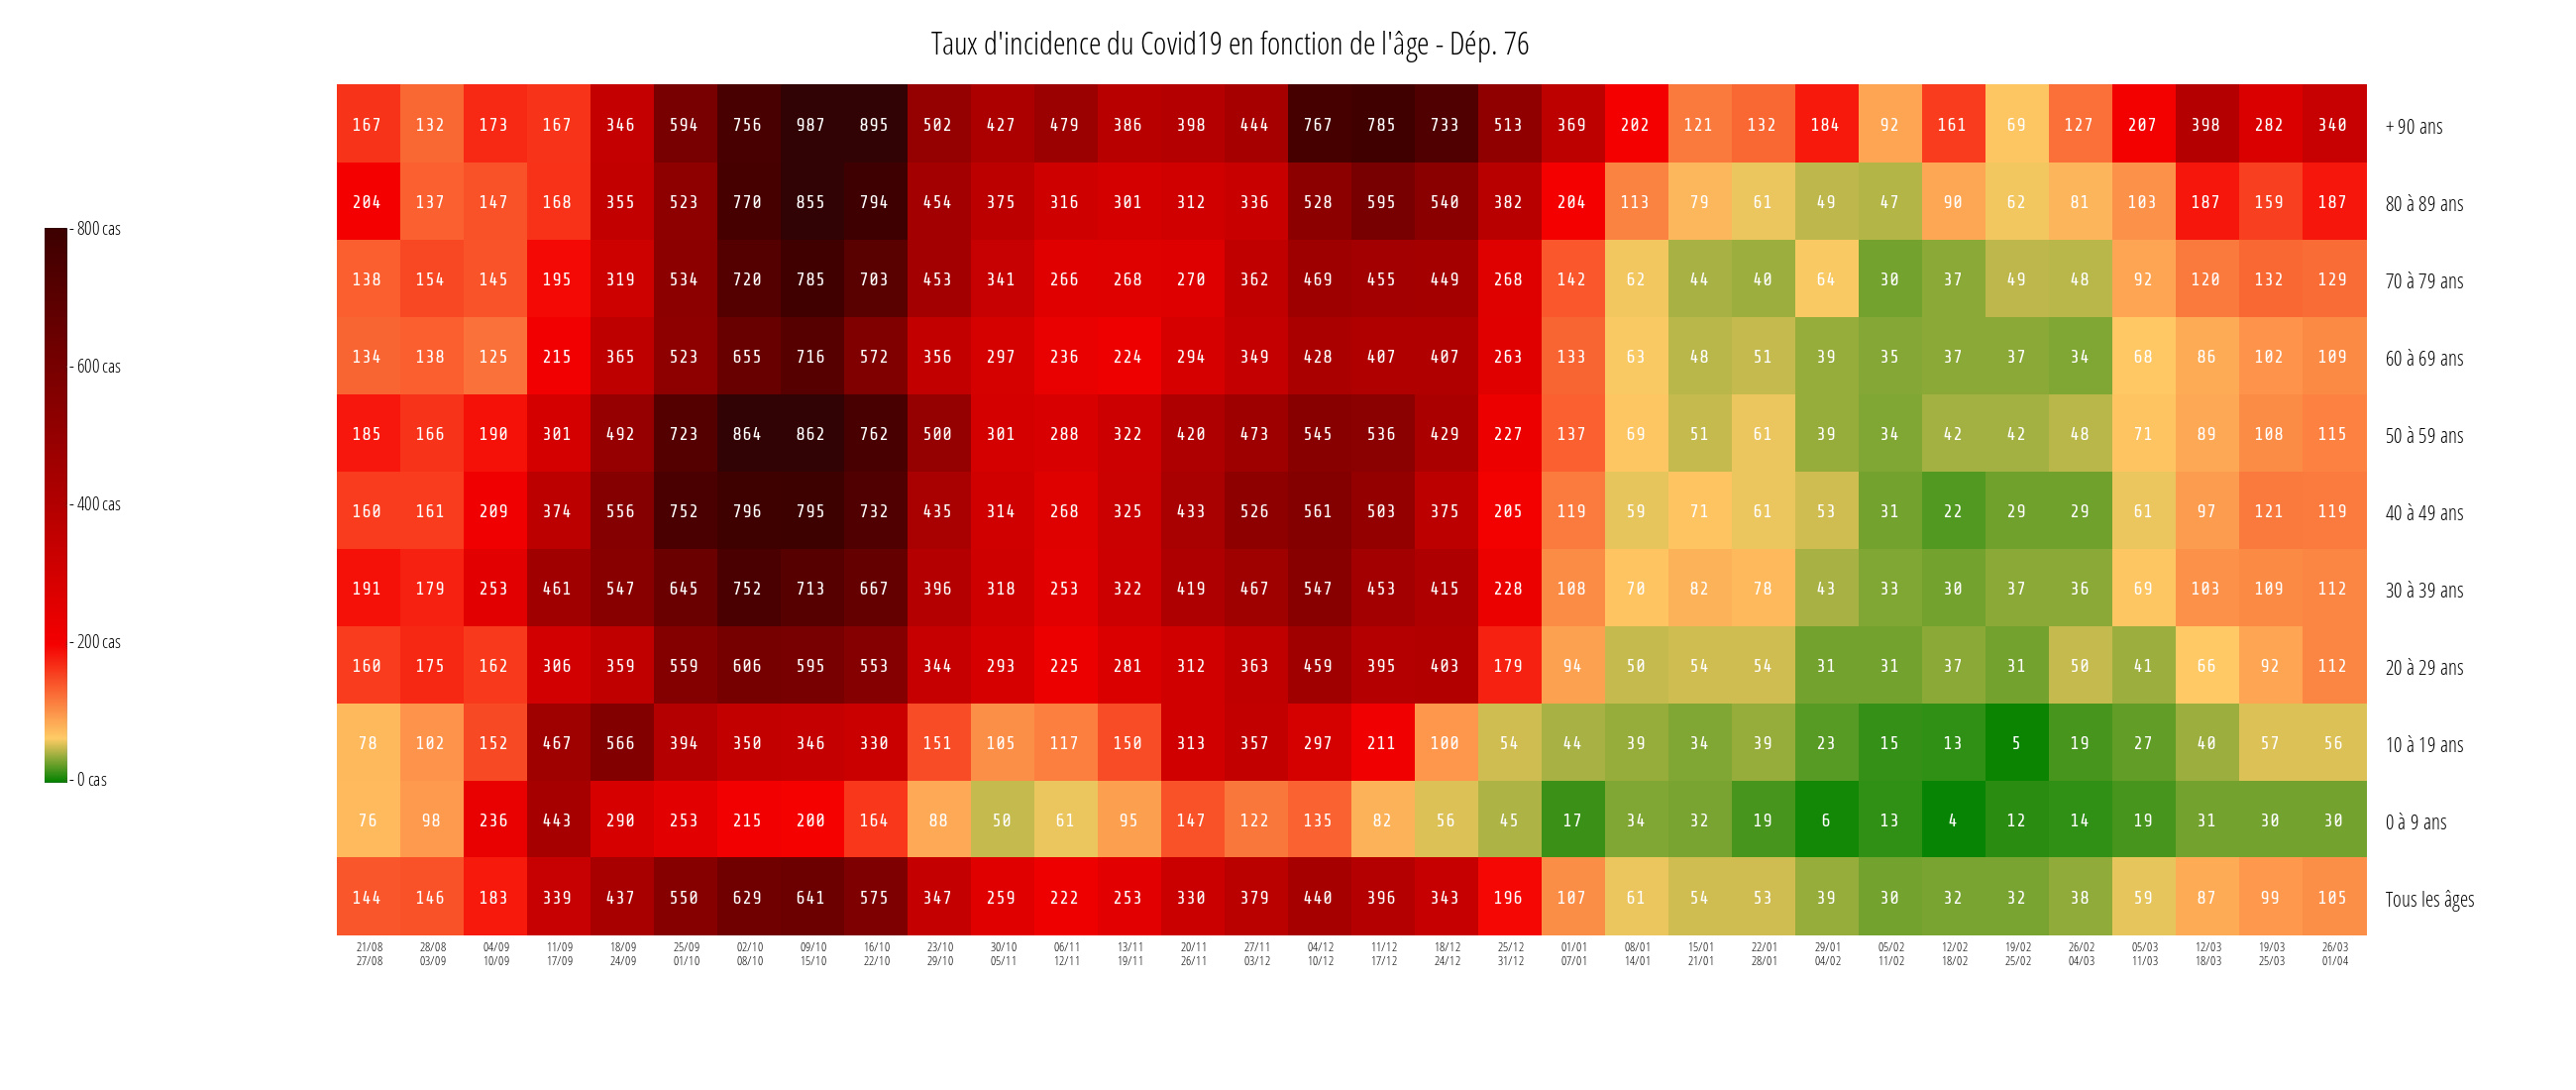 Taux d'incidence du Covid19 en fonction de l'âge - Dép. 76
- 800 cas
- 600 cas
- 400 cas
- 200 cas
- 0 cas
167 132 173 167 346 594 756 987 895 502 427 479 386 398 444 767 785 733 513 369 202 121 132 184 92 161 69 127 207 398 282 340 + 90 ans
204 137 147 168 355 523 770 855 794 454 375 316 301 312 336 528 595 540 382 204 113 79 61 49 47 90 62 81 103 187 159 187 80 à 89 ans
138 154 145 195 319 534 720 785 703 453 341 266 268 270 362 469 455 449 268 142 62 44 40 64 30 37 49 48 92 120 132 129 70 à 79 ans
134 138 125 215 365 523 655 716 572 356 297 236 224 294 349 428 407 407 263 133 63 48 51 39 35 37 37 34 68 86 102 109 60 à 69 ans
185 166 190 301 492 723 864 862 762 500 301 288 322 420 473 545 536 429 227 137 69 51 61 39 34 42 42 48 71 89 108 115 50 à 59 ans
160 161 209 374 556 752 796 795 732 435 314 268 325 433 526 561 503 375 205 119 59 71 61 53 31 22 29 29 61 97 121 119 40 à 49 ans
191 179 253 461 547 645 752 713 667 396 318 253 322 419 467 547 453 415 228 108 70 82 78 43 33 30 37 36 69 103 109 112 30 à 39 ans
160 175 162 306 359 559 606 595 553 344 293 225 281 312 363 459 395 403 179 94 50 54 54 31 31 37 31 50 41 66 92 112 20 à 29 ans
78 102 152 467 566 394 350 346 330 151 105 117 150 313 357 297 211 100 54 44 39 34 39 23 15 13 5 19 27 40 57 56 10 à 19 ans
76 98 236 443 290 253 215 200 164 88 50 61 95 147 122 135 82 56 45 17 34 32 19 6 13 4 12 14 19 31 30 30 0 à 9 ans
144 146 183 339 437 550 629 641 575 347 259 222 253 330 379 440 396 343 196 107 61 54 53 39 30 32 32 38 59 87 99 105 Tous les âges
21/08 28/08 04/09 11/09 18/09 25/09 02/10 09/10 16/10 23/10 30/10 06/11 13/11 20/11 27/11 04/12 11/12 18/12 25/12 01/01 08/01 15/01 22/01 29/01 05/02 12/02 19/02 26/02 05/03 12/03 19/03 26/03
27/08 03/09 10/09 17/09 24/09 01/10 08/10 15/10 22/10 29/10 05/11 12/11 19/11 26/11 03/12 10/12 17/12 24/12 31/12 07/01 14/01 21/01 28/01 04/02 11/02 18/02 25/02 04/03 11/03 18/03 25/03 01/04